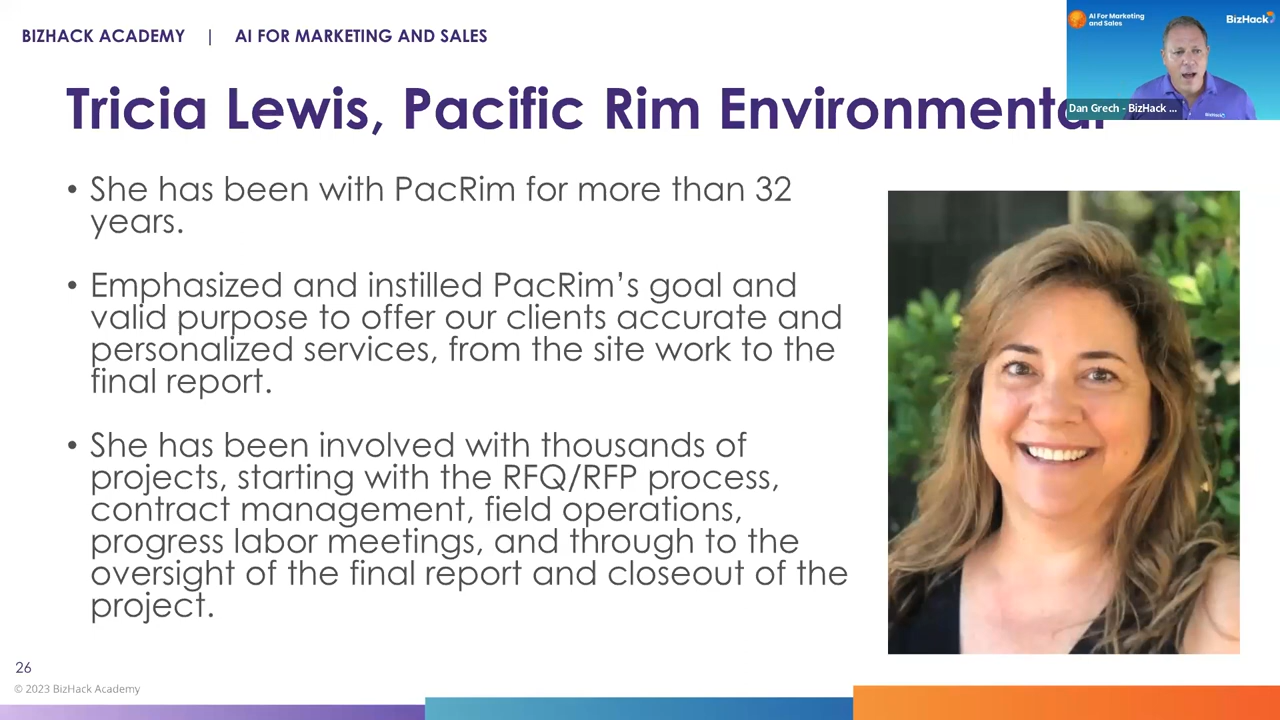 BIZHACK ACADEMY | AI FOR MARKETING AND SALES
AI For Marketing
and Sales
BizHack
Dan Grech - BizHack ...
Tricia Lewis, Pacific Rim Environmental
• She has been with PacRim for more than 32
years.
• Emphasized and instilled PacRim’s goal and
valid purpose to offer our clients accurate and
personalized services, from the site work to the
final report.
• She has been involved with thousands of
projects, starting with the RFQ/RFP process,
contract management, field operations,
progress labor meetings, and through to the
oversight of the final report and closeout of the
project.
26
© 2023 BizHack Academy